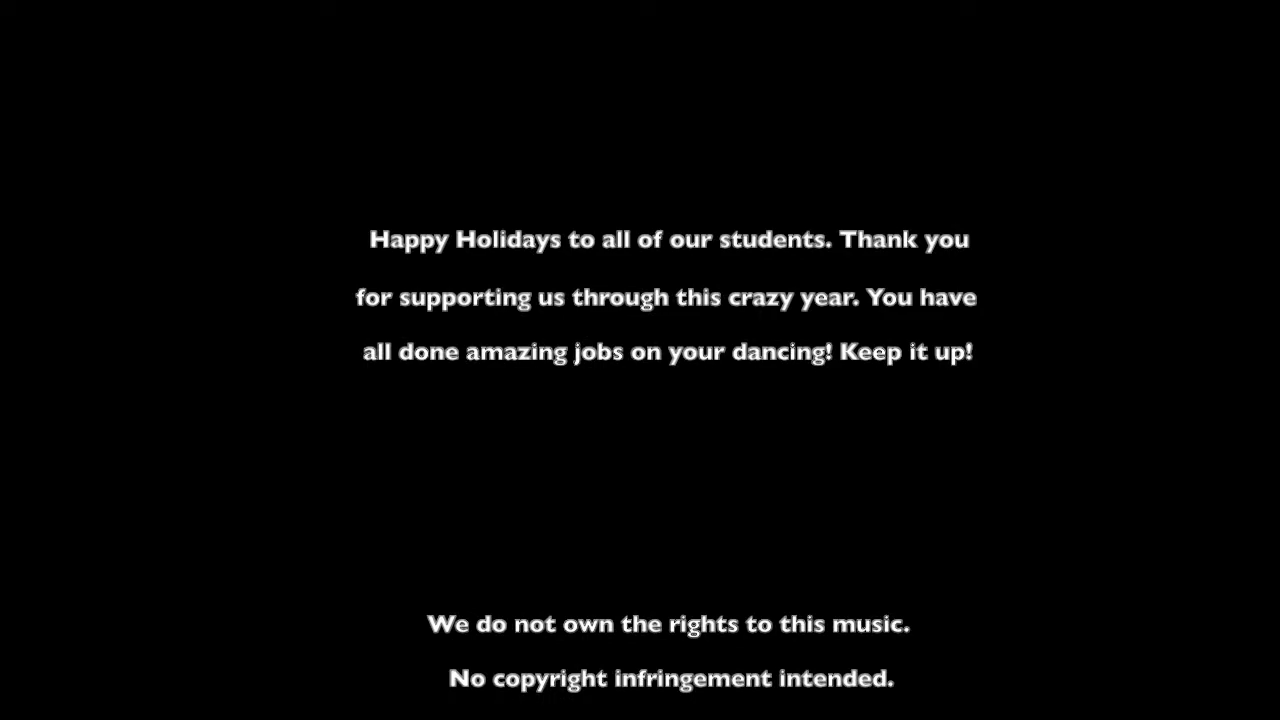 Happy Holidays to all of our students. Thank you
for supporting us through this crazy year. You have
all done amazing jobs on your dancing! Keep it up!
We do not own the rights to this music.
No copyright infringement intended.